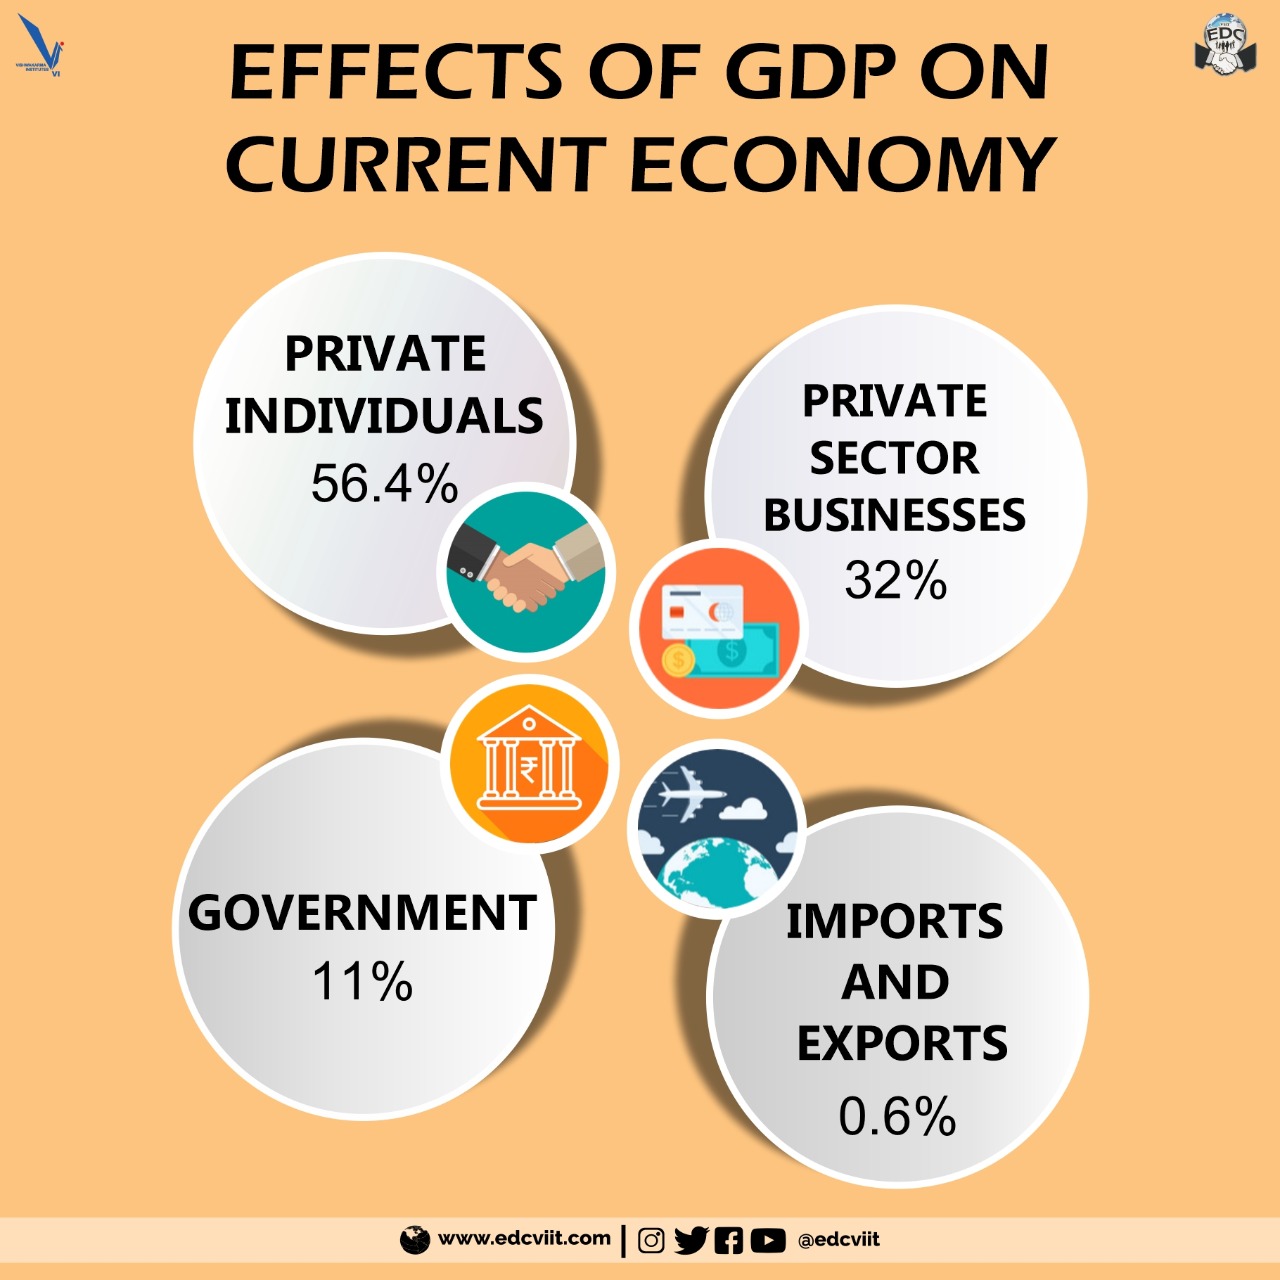 EFFECTS OF GDP ON
CURRENT ECONOMY
EDC
VI
PRIVATE
INDIVIDUALS
56.4%
PRIVATE
SECTOR
BUSINESSES
32%
GOVERNMENT
11%
IMPORTS
AND
EXPORTS
0.6%
www.edcviit.com | @edcviit